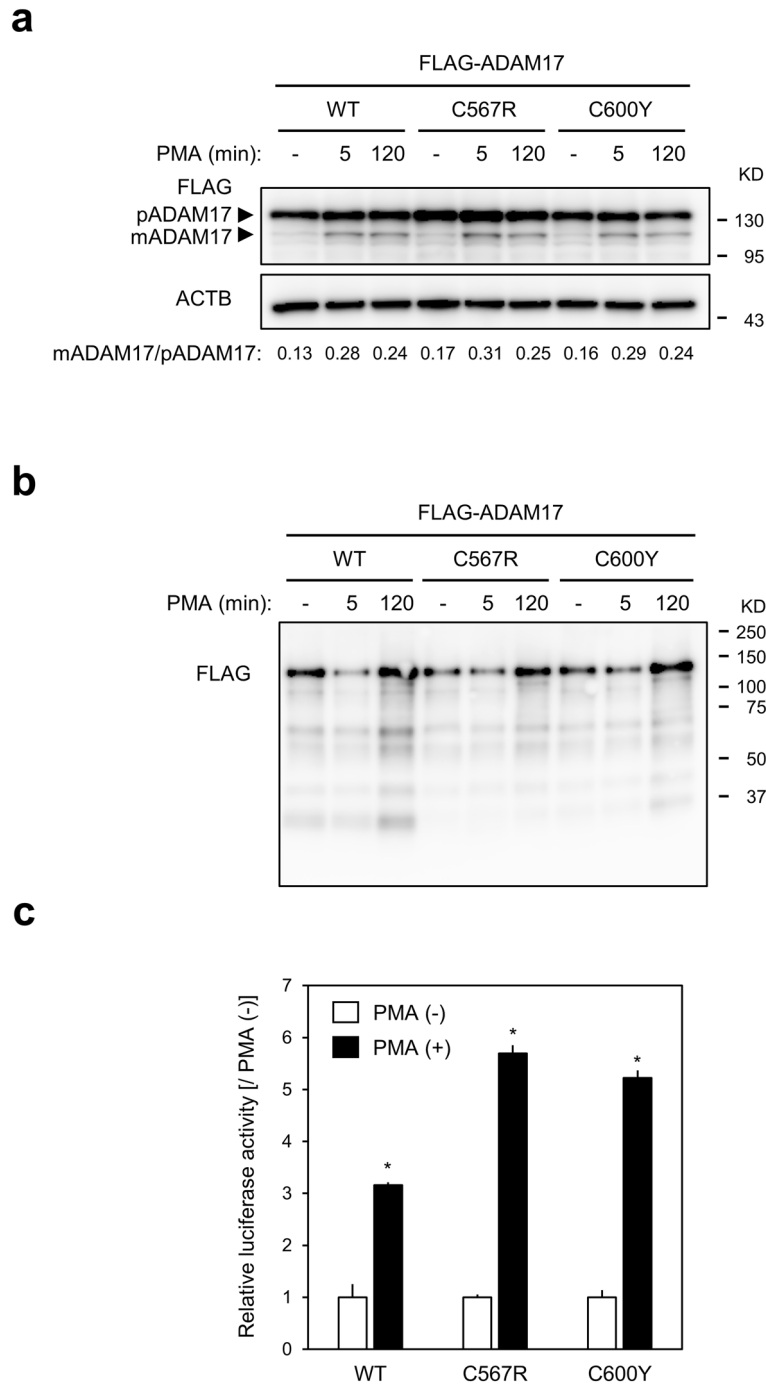 a
FLAG-ADAM17
WT C567R C600Y
PMA (min): - 5 120 - 5 120 - 5 120
KD
FLAG
pADAM17
130
mADAM17
95
ACTB
43
mADAM17/pADAM17: 0.13 0.28 0.24 0.17 0.31 0.25 0.16 0.29 0.24
b
FLAG-ADAM17
WT C567R C600Y
PMA (min): - 5 120 - 5 120 - 5 120
KD
250
150
FLAG
100
75
50
37
c
Relative luciferase activity [/ PMA (-)]
7
6
5
4
3
2
1
0
PMA (-)
PMA (+)
* * *
WT C567R C600Y